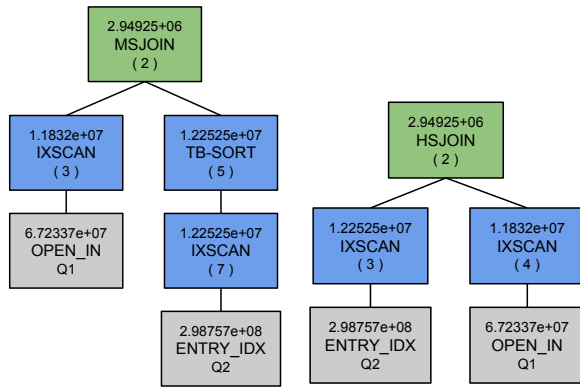 2.94925+06
MSJOIN
( 2 )
1.1832e+07
IXSCAN
( 3 )
1.22525e+07
TB-SORT
( 5 )
6.72337e+07
OPEN_IN
Q1
1.22525e+07
IXSCAN
( 7 )
2.98757e+08
ENTRY_IDX
Q2
2.94925+06
HSJOIN
( 2 )
1.22525e+07
IXSCAN
( 3 )
1.1832e+07
IXSCAN
( 4 )
2.98757e+08
ENTRY_IDX
Q2
6.72337e+07
OPEN_IN
Q1